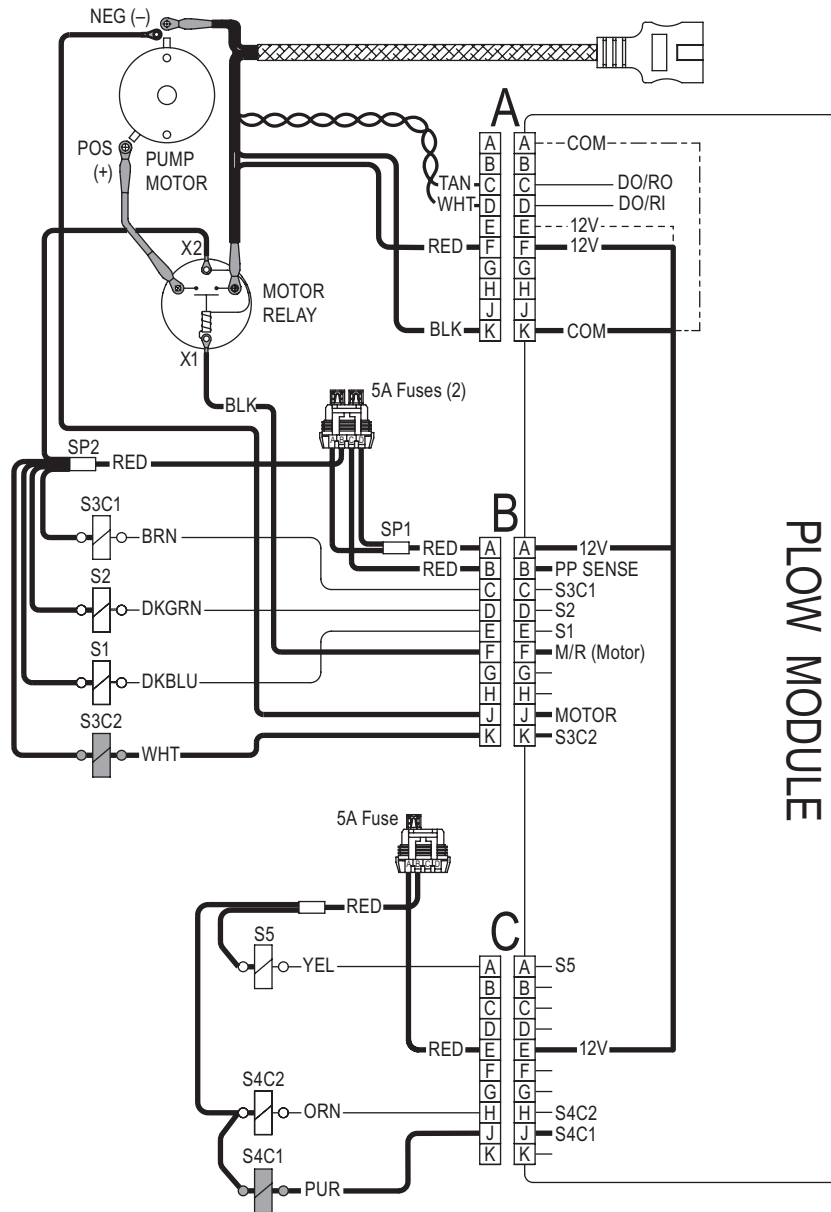 NEG (–)
POS
(+)
PUMP
MOTOR
X2
MOTOR
RELAY
X1
BLK
A
TAN
WHT
RED
BLK
A
B
C
D
E
F
G
H
J
K
A
B
C
D
E
F
G
H
J
K
COM
DO/RO
DO/RI
12V
12V
COM
5A Fuses (2)
A B C D
SP2
RED
SP1
S3C1
BRN
S2
DKGRN
S1
DKBLU
S3C2
WHT
B
RED
RED
A
B
C
D
E
F
G
H
J
K
A
B
C
D
E
F
G
H
J
K
12V
PP SENSE
S3C1
S2
S1
M/R (Motor)
MOTOR
S3C2
PLOW MODULE
5A Fuse
A B C D
RED
S5
YEL
RED
S4C2
ORN
S4C1
PUR
C
A
B
C
D
E
F
G
H
J
K
A
B
C
D
E
F
G
H
J
K
S5
12V
S4C2
S4C1